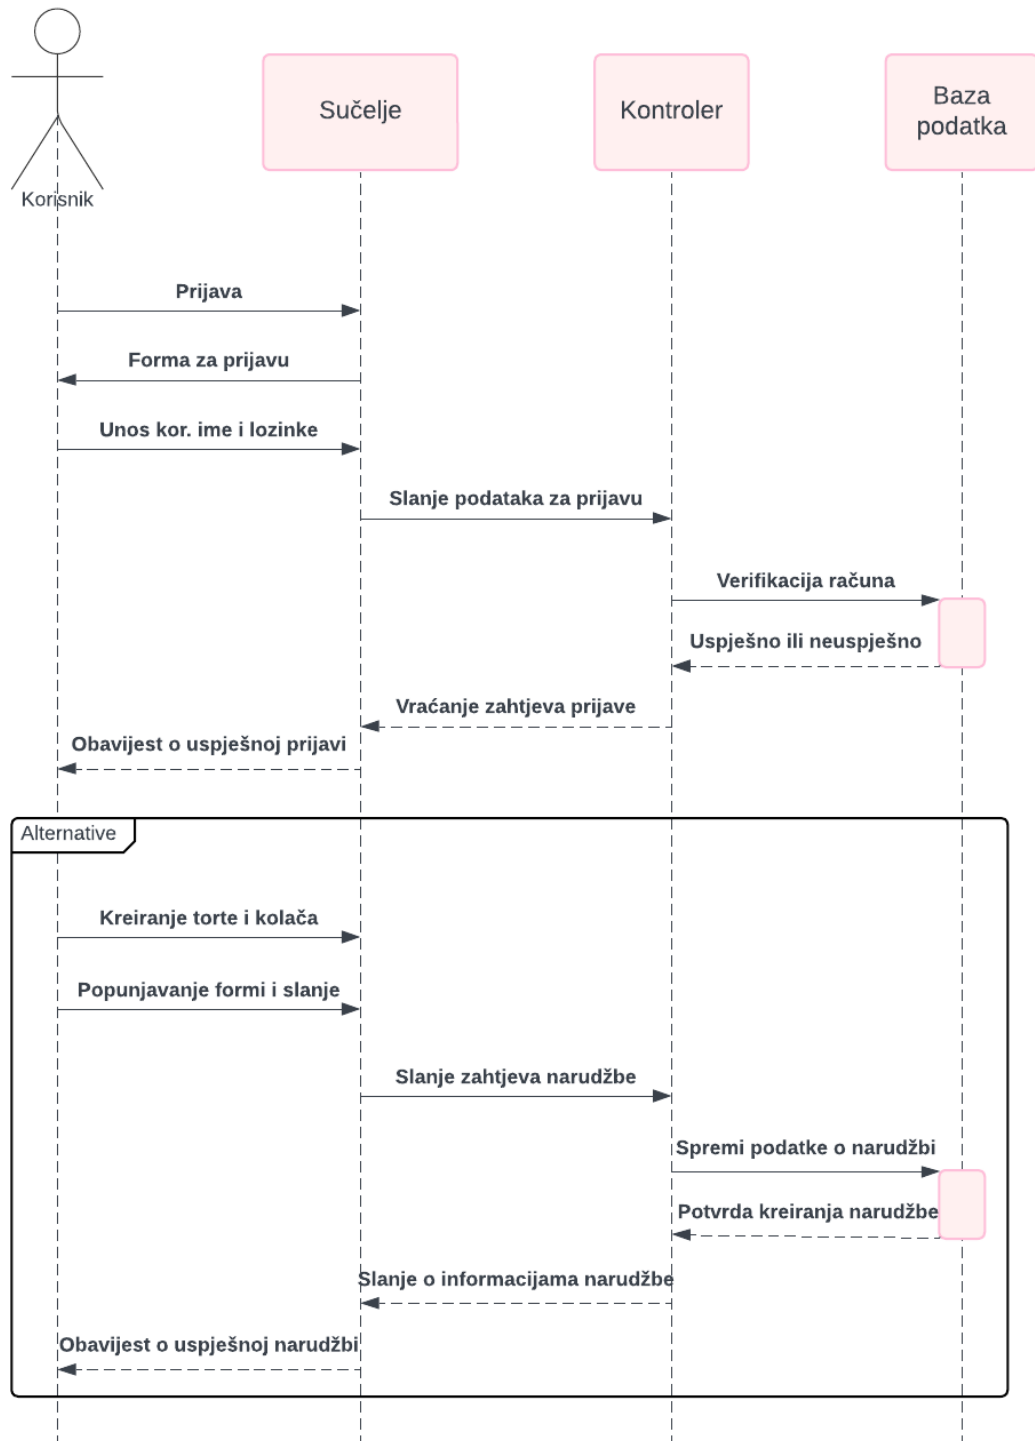 Korisnik
Sučelje
Kontroler
Baza
podatka
Prijava
Forma za prijavu
Unos kor. ime i lozinke
Slanje podataka za prijavu
Verifikacija računa
Uspješno ili neuspješno
Vraćanje zahtjeva prijave
Obavijest o uspješnoj prijavi
Alternative
Kreiranje torte i kolača
Popunjavanje formi i slanje
Slanje zahtjeva narudžbe
Spremi podatke o narudžbi
Potvrda kreiranja narudžbe
Slanje o informacijama narudžbe
Obavijest o uspješnoj narudžbi